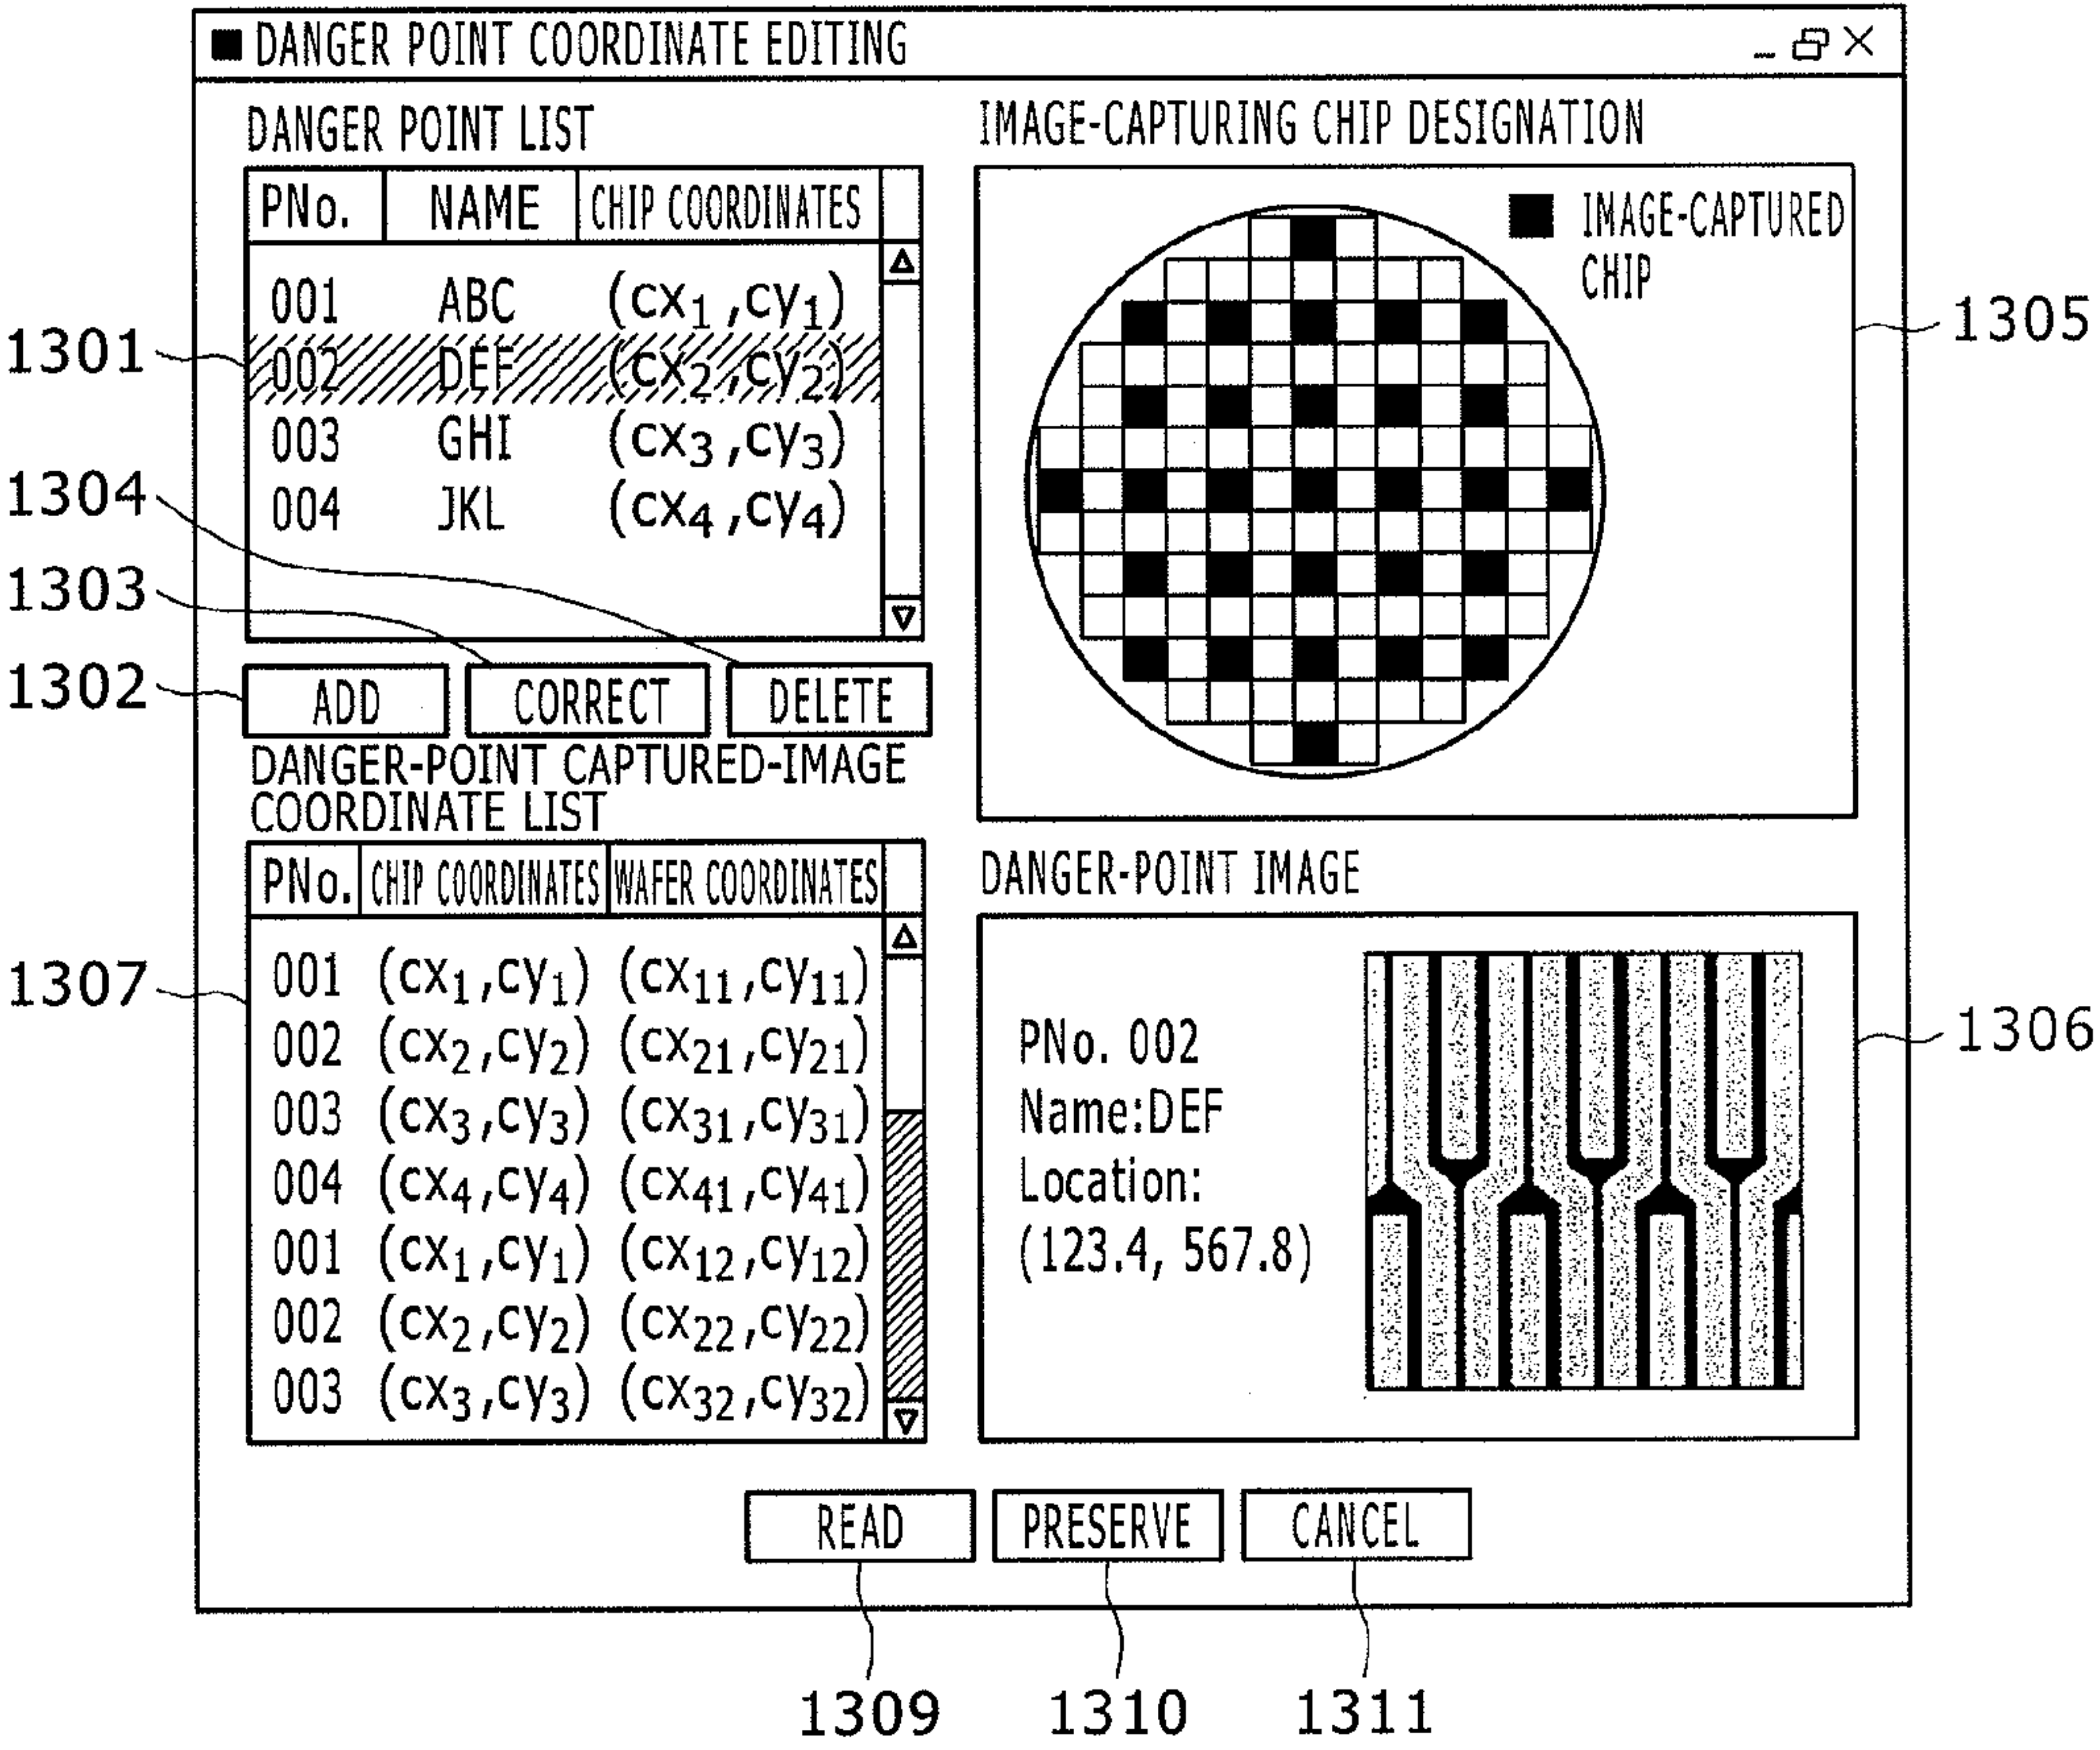 DANGER POINT COORDINATE EDITING
DANGER POINT LIST
PNo. NAME CHIP COORDINATES
001 ABC (cx1,cy1)
002 DEF (cx2,cy2)
003 GHI (cx3,cy3)
004 JKL (cx4,cy4)
1301
1304
1303
1302
ADD CORRECT DELETE
DANGER-POINT CAPTURED-IMAGE
COORDINATE LIST
PNo. CHIP COORDINATES WAFER COORDINATES
001 (cx1,cy1) (cx11,cy11)
002 (cx2,cy2) (cx21,cy21)
003 (cx3,cy3) (cx31,cy31)
004 (cx4,cy4) (cx41,cy41)
001 (cx1,cy1) (cx12,cy12)
002 (cx2,cy2) (cx22,cy22)
003 (cx3,cy3) (cx32,cy32)
1307
IMAGE-CAPTURING CHIP DESIGNATION
IMAGE-CAPTURED
CHIP
1305
DANGER-POINT IMAGE
PNo. 002
Name:DEF
Location:
(123.4, 567.8)
1306
READ PRESERVE CANCEL
1309 1310 1311